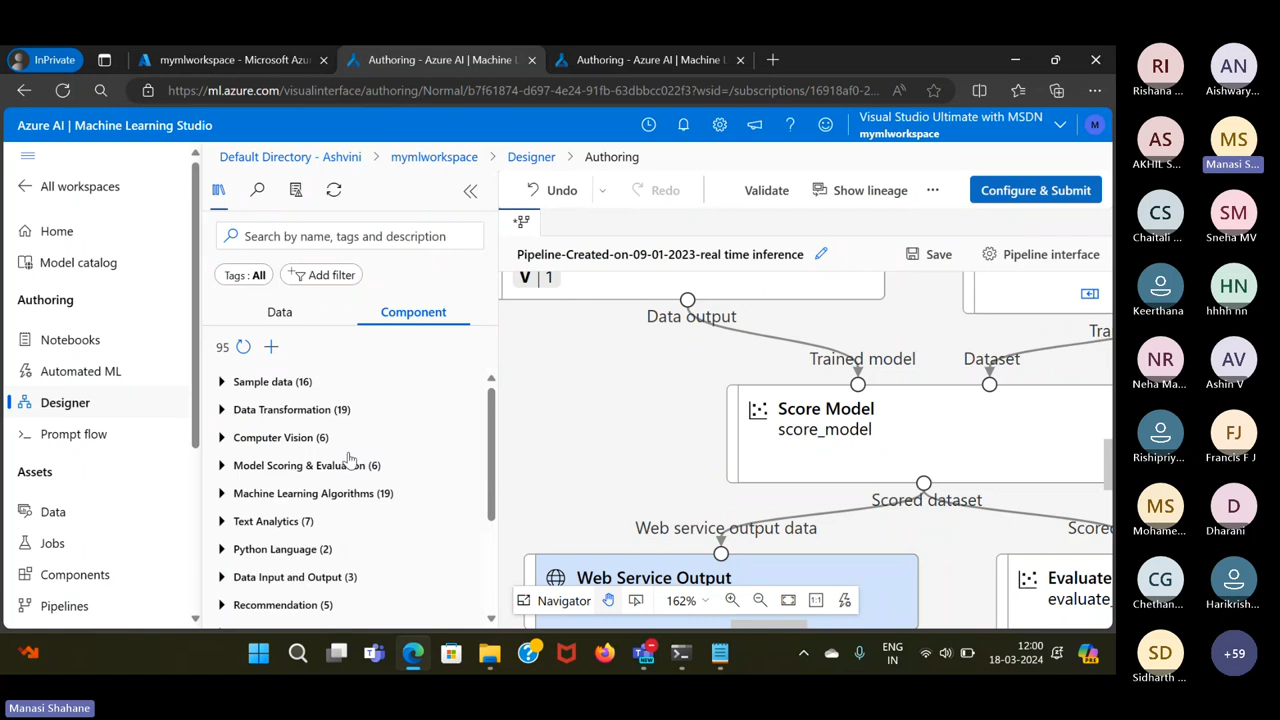 InPrivate
mymlworkspace - Microsoft Azu
Authoring - Azure AI | Machine L
Authoring - Azure AI | Machine L
https://ml.azure.com/visualinterface/authoring/Normal/b7f61874-d697-4e24-91fb-63dbbcc022f3?wsid=/subscriptions/16918af0-2...
Azure AI | Machine Learning Studio
Visual Studio Ultimate with MSDN
mymlworkspace
M
All workspaces
Home
Model catalog
Authoring
Notebooks
Automated ML
Designer
Prompt flow
Assets
Data
Jobs
Components
Pipelines
Default Directory - Ashvini
mymlworkspace
Designer
Authoring
Search by name, tags and description
Tags : All
Add filter
Data
Component
95
Sample data (16)
Data Transformation (19)
Computer Vision (6)
Model Scoring & Evaluation (6)
Machine Learning Algorithms (19)
Text Analytics (7)
Python Language (2)
Data Input and Output (3)
Recommendation (5)
Undo
Redo
Validate
Show lineage
Configure & Submit
Pipeline-Created-on-09-01-2023-real time inference
Save
Pipeline interface
V | 1
Data output
Trai
Trained model
Dataset
Score Model
score_model
Scored dataset
Web service output data
Scored
Web Service Output
Evaluate
evaluate_
Navigator
162%
1:1
NEW
ENG
IN
12:00
18-03-2024
PRE
RI
Rishana ...
AN
Aishwary...
AS
AKHIL S...
MS
Manasi S...
CS
Chaitali ...
SM
Sneha MV
Keerthana
HN
hhhh nn
NR
Neha Ma...
AV
Ashin V
Rishipriy...
FJ
Francis F J
MS
Mohame...
D
Dharani
CG
Chethan...
Harikrish...
SD
Sidharth ...
+59
Manasi Shahane